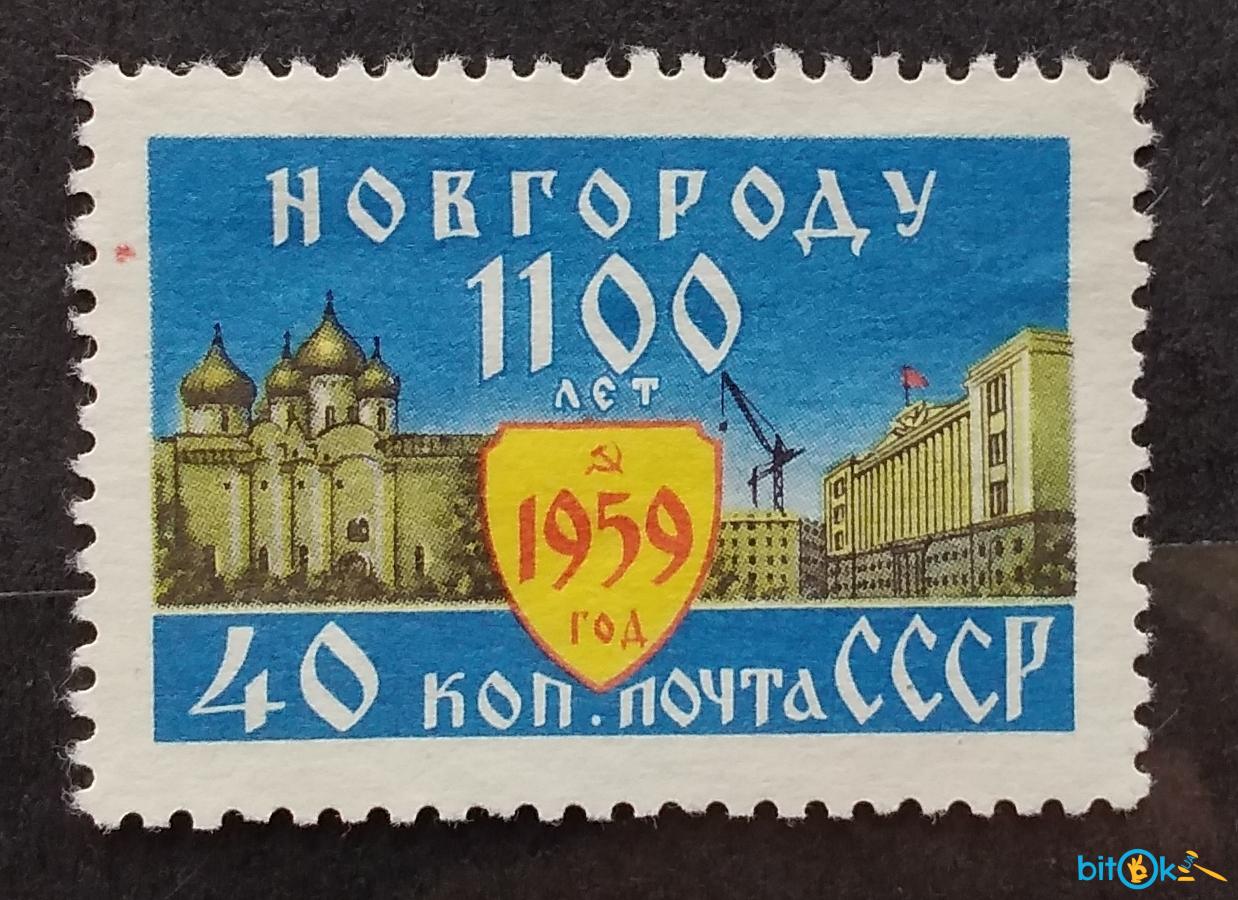 НОВГОРОДУ
1100
ЛЕТ
1959
ГОД
40 КОП. ПОЧТА СССР
bitOk